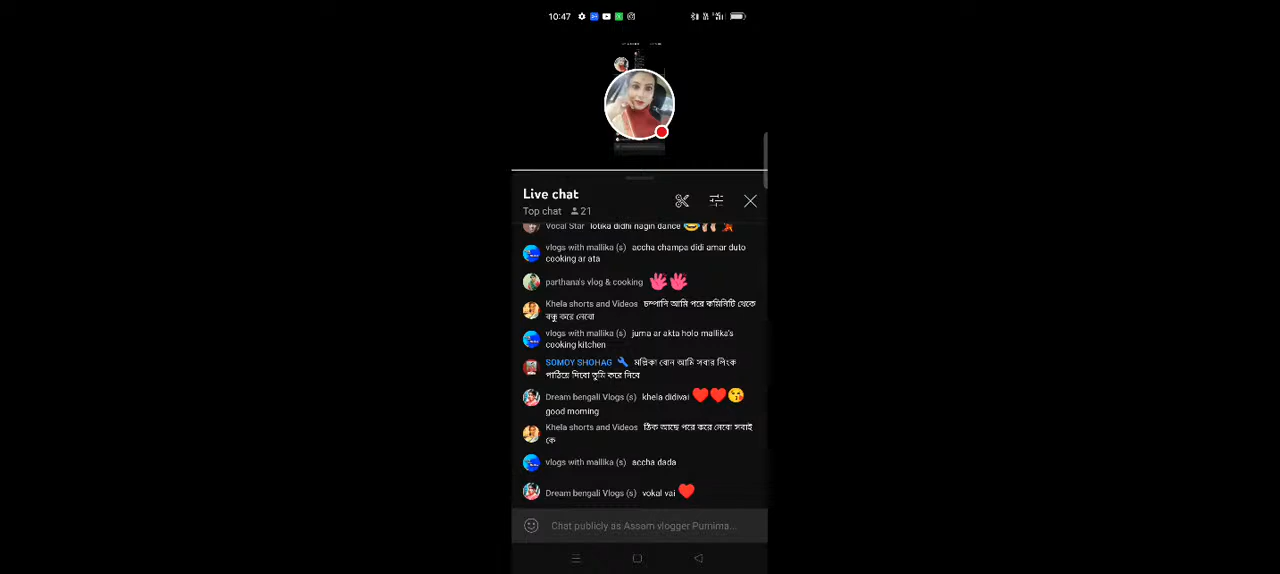 10:47
Live chat
Top chat 21
Vocal Star lotika didhi nagin dance
vlogs with mallika (s) accha champa didi amar duto
cooking ar ata
parthana's vlog & cooking
Khela shorts and Videos চম্পাদি আমি পরে কমিনিটি থেকে
বন্ধু করে নেবো
vlogs with mallika (s) juma ar akta holo mallika's
cooking kitchen
SOMOY SHOHAG মল্লিকা বোন আমি সবার লিংক
পাঠিয়ে দিবো তুমি করে নিবে
Dream bengali Vlogs (s) khela didivai
good morning
Khela shorts and Videos ঠিক আছে পরে করে নেবো সবাই
কে
vlogs with mallika (s) accha dada
Dream bengali Vlogs (s) vokal vai
Chat publicly as Assam vlogger Purnima...